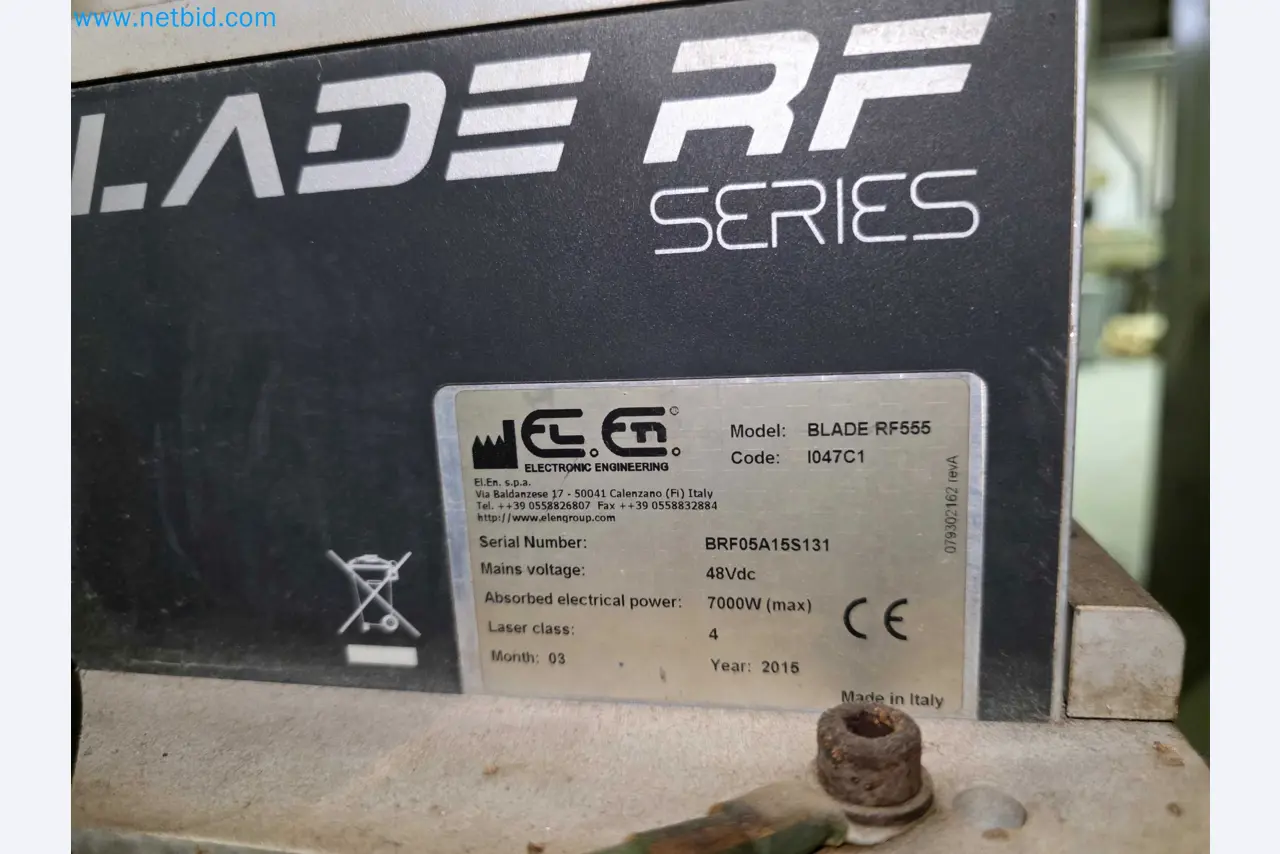 www.netbid.com
LADE RF
SERIES
EL.En.®
ELECTRONIC ENGINEERING
Model: BLADE RF555
Code: I047C1
El.En. s.p.a.
Via Baldanzese 17 - 50041 Calenzano (Fi) Italy
Tel. ++39 0558826807 Fax ++39 0558832884
http://www.elengroup.com
079302162 revA
Serial Number: BRF05A15S131
Mains voltage: 48Vdc
Absorbed electrical power: 7000W (max)
CE
Laser class: 4
Month: 03 Year: 2015
Made in Italy